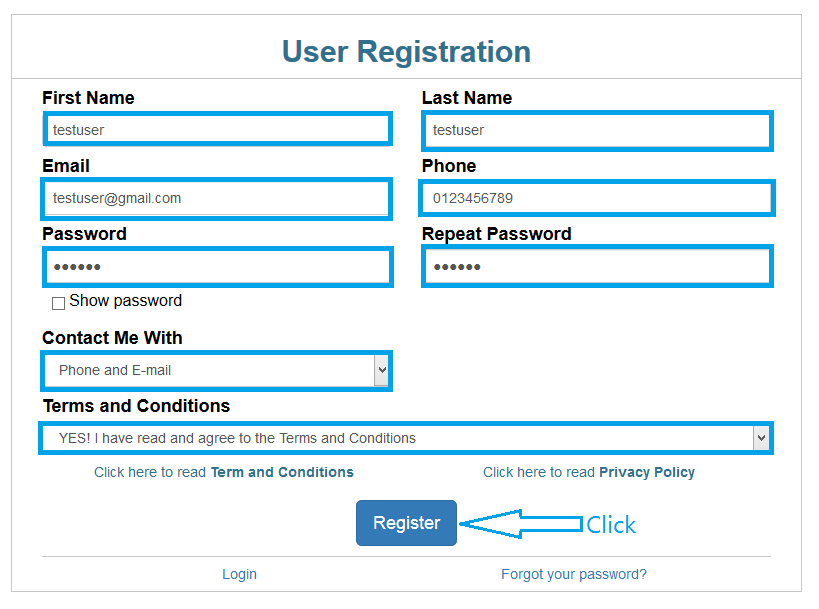 User Registration
First Name
Last Name
testuser
testuser
Email
Phone
testuser@gmail.com
0123456789
Password
Repeat Password
••••••
••••••
Show password
Contact Me With
Phone and E-mail
Terms and Conditions
YES! I have read and agree to the Terms and Conditions
Click here to read Term and Conditions
Click here to read Privacy Policy
Register
Click
Login
Forgot your password?